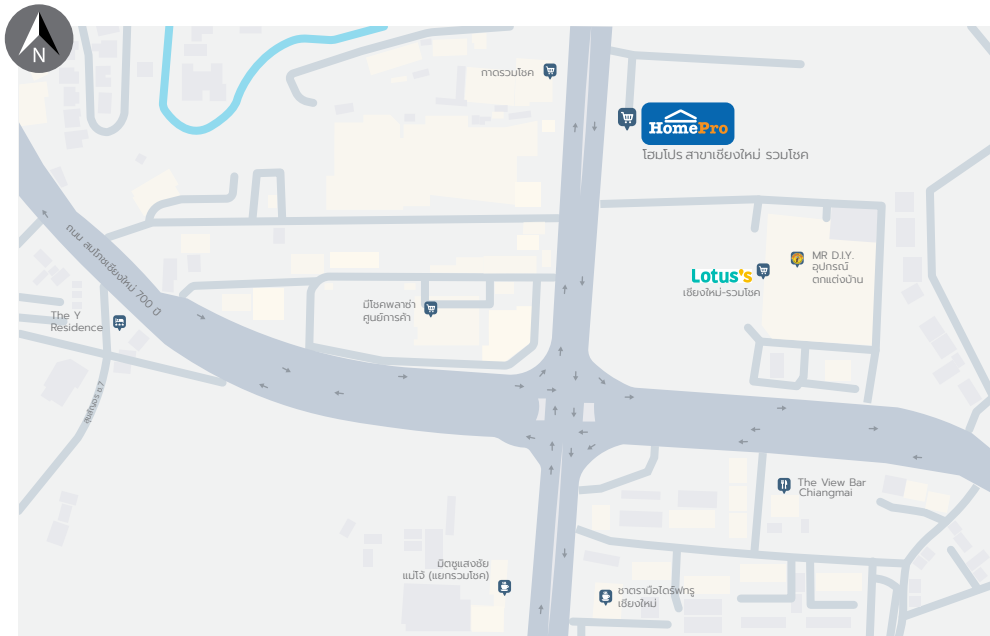 N
กาดรวมโชค
HomePro
โฮมโปร สาขาเชียงใหม่ รวมโชค
ถนน สมโภชเชียงใหม่ 700 ปี
MR D.I.Y.
อุปกรณ์
ตกแต่งบ้าน
Lotus's
เชียงใหม่-รวมโชค
มีโชคพลาซ่า
ศูนย์การค้า
The Y
Residence
The View Bar
Chiangmai
มิตซูแสงชัย
แม่โจ้ (แยกรวมโชค)
ชาตรามือไดร์ฟทรู
เชียงใหม่